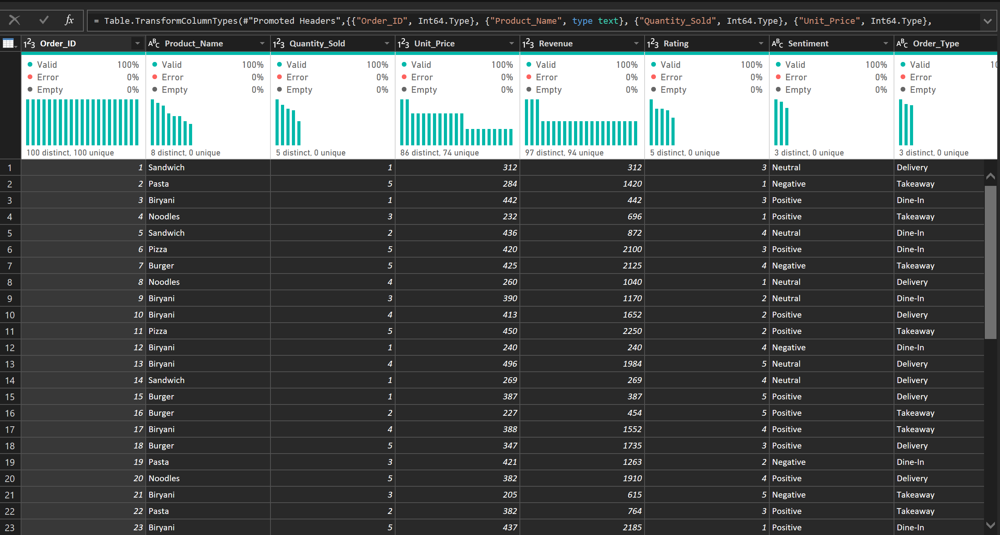 fx = Table.TransformColumnTypes(#"Promoted Headers",{{"Order_ID", Int64.Type}, {"Product_Name", type text}, {"Quantity_Sold", Int64.Type}, {"Unit_Price", Int64.Type},
123 Order_ID ABC Product_Name 123 Quantity_Sold 123 Unit_Price 123 Revenue 123 Rating ABC Sentiment ABC Order_Type
Valid 100% Valid 100% Valid 100% Valid 100% Valid 100% Valid 100% Valid 100% Valid
Error 0% Error 0% Error 0% Error 0% Error 0% Error 0% Error 0% Error
Empty 0% Empty 0% Empty 0% Empty 0% Empty 0% Empty 0% Empty 0% Empty
100 distinct, 100 unique 8 distinct, 0 unique 5 distinct, 0 unique 86 distinct, 74 unique 97 distinct, 94 unique 5 distinct, 0 unique 3 distinct, 0 unique 3 distinct, 0 unique
1 1 Sandwich 1 312 312 3 Neutral Delivery
2 2 Pasta 5 284 1420 1 Negative Takeaway
3 3 Biryani 1 442 442 3 Positive Dine-In
4 4 Noodles 3 232 696 1 Positive Takeaway
5 5 Sandwich 2 436 872 4 Neutral Dine-In
6 6 Pizza 5 420 2100 3 Positive Dine-In
7 7 Burger 5 425 2125 4 Negative Takeaway
8 8 Noodles 4 260 1040 1 Neutral Delivery
9 9 Biryani 3 390 1170 2 Neutral Dine-In
10 10 Biryani 4 413 1652 2 Positive Delivery
11 11 Pizza 5 450 2250 2 Positive Takeaway
12 12 Biryani 1 240 240 4 Negative Dine-In
13 13 Biryani 4 496 1984 5 Neutral Delivery
14 14 Sandwich 1 269 269 4 Neutral Delivery
15 15 Burger 1 387 387 5 Positive Delivery
16 16 Burger 2 227 454 5 Positive Takeaway
17 17 Biryani 4 388 1552 4 Positive Takeaway
18 18 Burger 5 347 1735 3 Positive Delivery
19 19 Pasta 3 421 1263 2 Negative Dine-In
20 20 Noodles 5 382 1910 4 Positive Delivery
21 21 Biryani 3 205 615 5 Negative Takeaway
22 22 Pasta 2 382 764 3 Positive Takeaway
23 23 Biryani 5 437 2185 1 Positive Dine-In